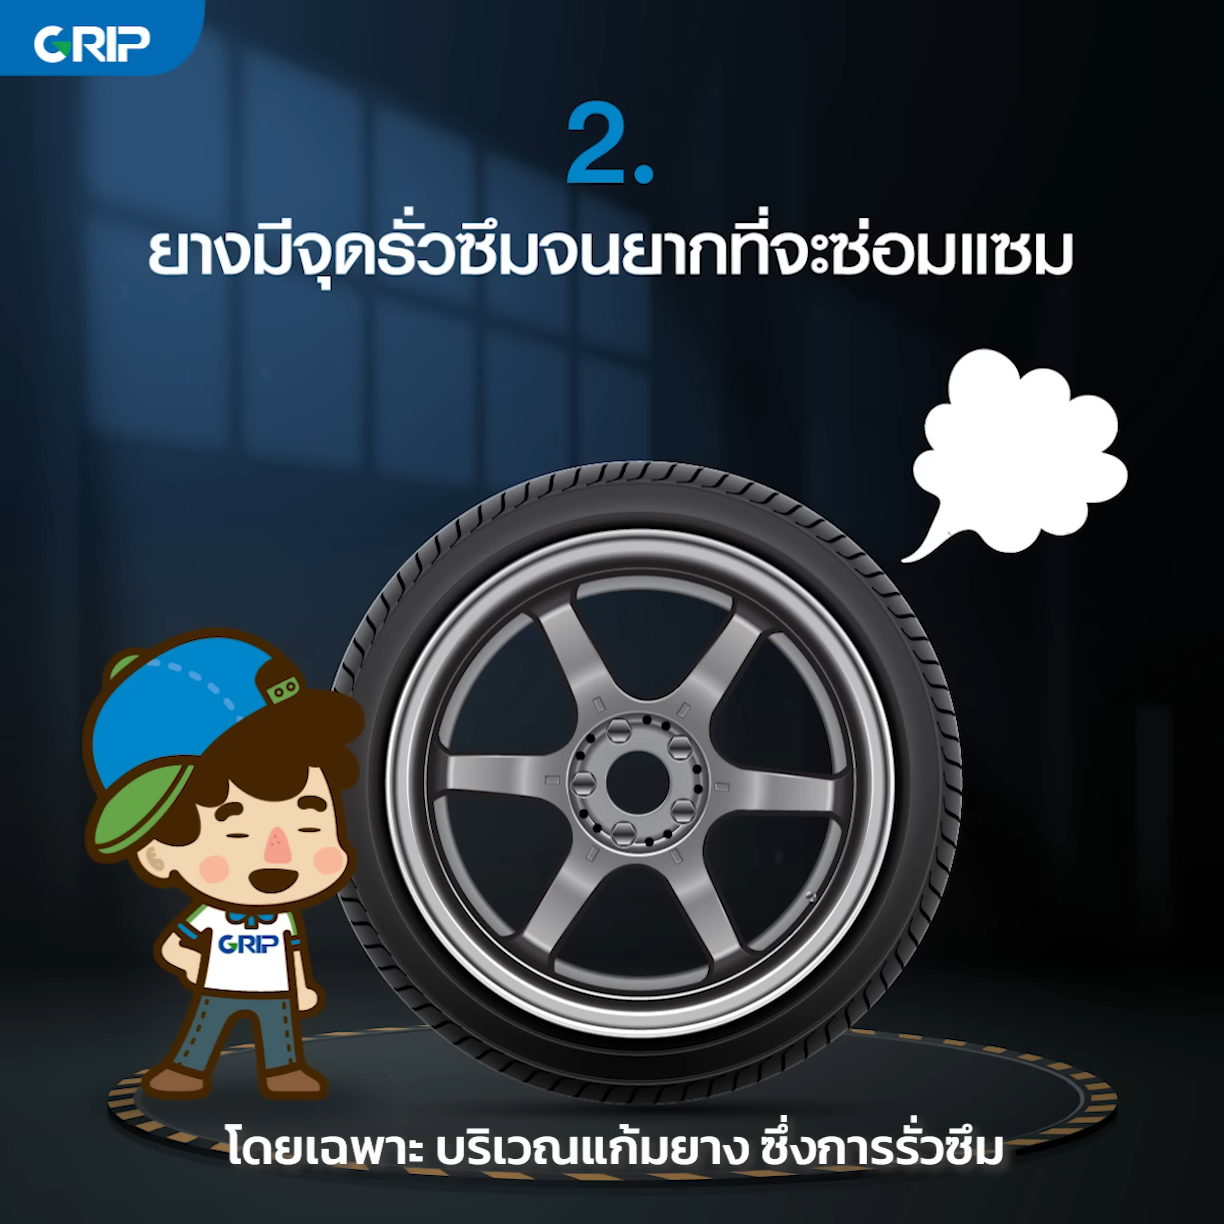 GRIP
2.
ยางมีจุดรั่วซึมจนยากที่จะซ่อมแซม
GRIP
โดยเฉพาะ บริเวณแก้มยาง ซึ่งการรั่วซึม